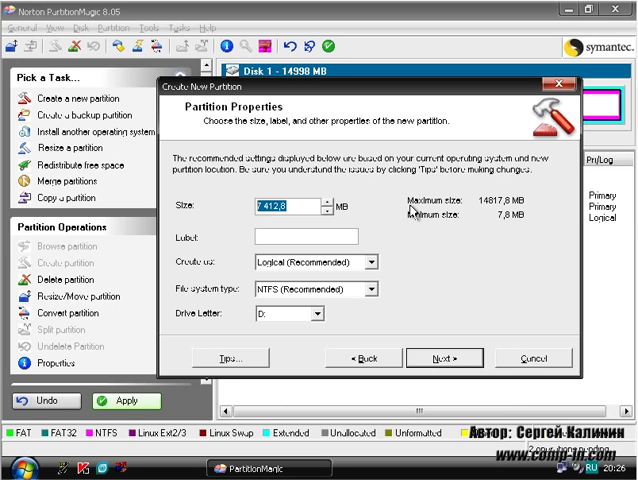 Norton PartitionMagic 8.05
General View Disk Partition Tools Tasks Help
symantec.
Pick a Task...
Create a new partition
Create a backup partition
Install another operating system
Resize a partition
Redistribute free space
Merge partitions
Copy a partition
Partition Operations
Browse partition
Create partition
Delete partition
Resize/Move partition
Convert partition
Split partition
Undelete Partition
Properties
Undo
Apply
Disk 1 - 14998 MB
Pri/Log
Primary
Primary
Logical
Create New Partition
Partition Properties
Choose the size, label, and other properties of the new partition.
The recommended settings displayed below are based on your current operating system and new
partition location. Be sure you understand the issues by clicking 'Tips' before making changes.
Size:
7 412,8
MB
Maximum size: 14817,8 MB
Minimum size: 7,8 MB
Label:
Create as:
Logical (Recommended)
File system type:
NTFS (Recommended)
Drive Letter:
D:
Tips...
< Back
Next >
Cancel
FAT FAT32 NTFS Linux Ext2/3 Linux Swap Extended Unallocated Unformatted
Автор: Сергей Калинин
www.comp-in.com
PartitionMagic
RU
20:26